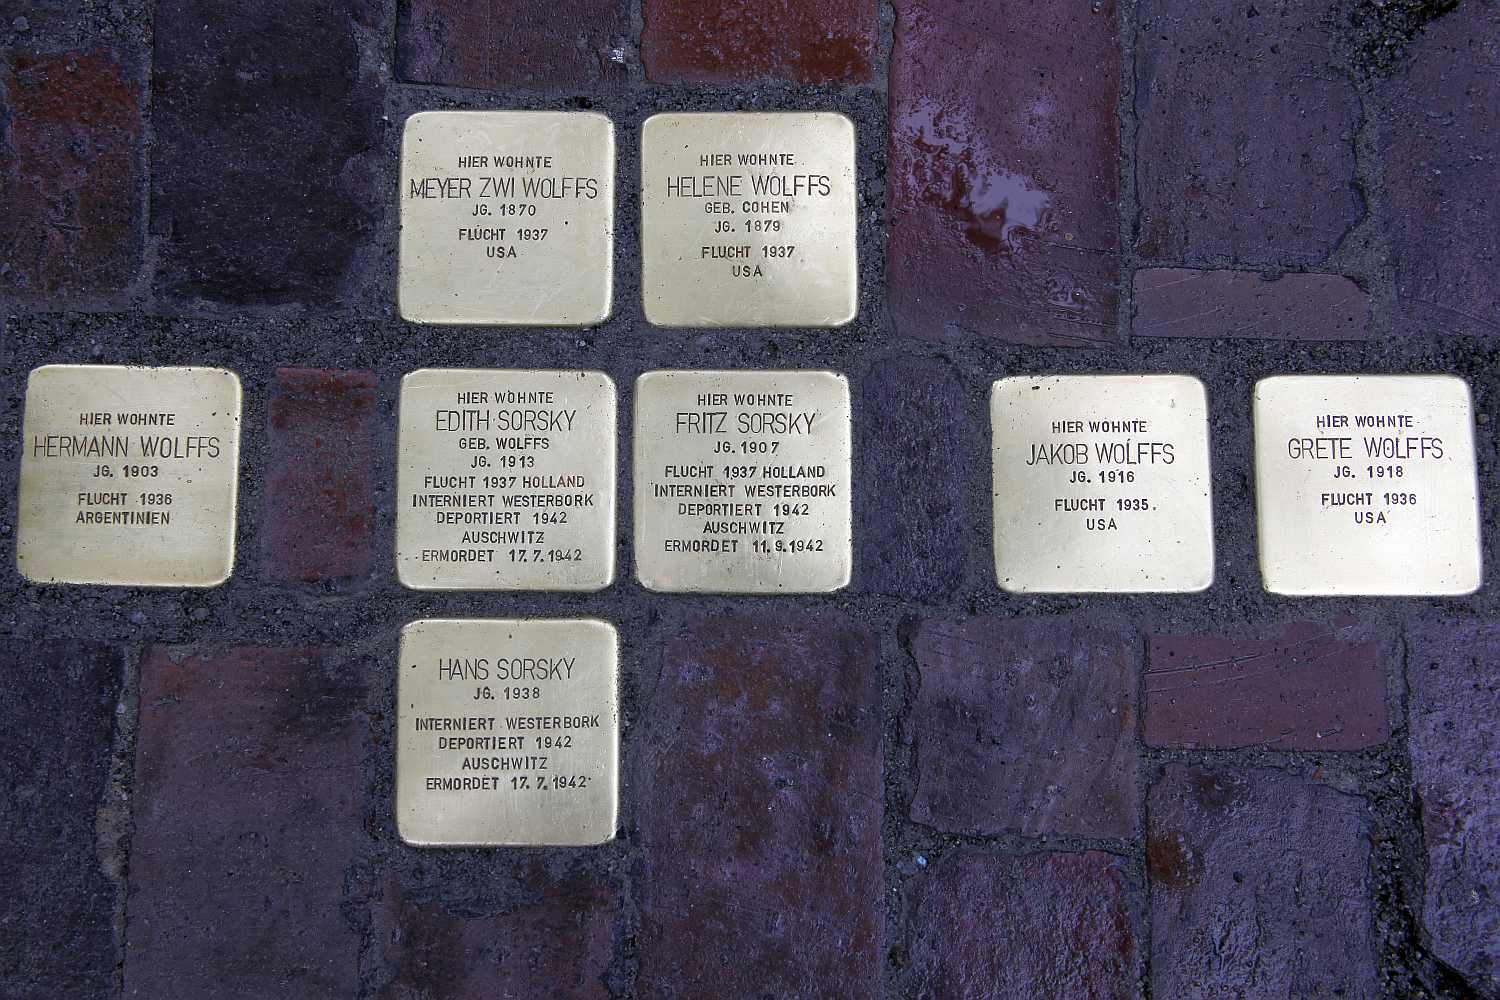 HIER WOHNTE
MEYER ZWI WOLFFS
JG. 1870
FLUCHT 1937
USA
HIER WOHNTE
HELENE WOLFFS
GEB. COHEN
JG. 1879
FLUCHT 1937
USA
HIER WOHNTE
HERMANN WOLFFS
JG. 1903
FLUCHT 1936
ARGENTINIEN
HIER WOHNTE
EDITH SORSKY
GEB. WOLFFS
JG. 1913
FLUCHT 1937 HOLLAND
INTERNIERT WESTERBORK
DEPORTIERT 1942
AUSCHWITZ
ERMORDET 17.7.1942
HIER WOHNTE
FRITZ SORSKY
JG. 1907
FLUCHT 1937 HOLLAND
INTERNIERT WESTERBORK
DEPORTIERT 1942
AUSCHWITZ
ERMORDET 11.9.1942
HIER WOHNTE
JAKOB WOLFFS
JG. 1916
FLUCHT 1935
USA
HIER WOHNTE
GRETE WOLFFS
JG. 1918
FLUCHT 1936
USA
HANS SORSKY
JG. 1938
INTERNIERT WESTERBORK
DEPORTIERT 1942
AUSCHWITZ
ERMORDET 17.7.1942